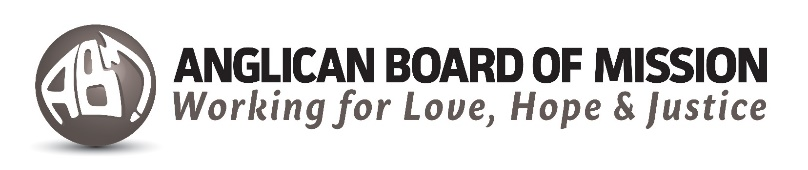 ABM
ANGLICAN BOARD OF MISSION
Working for Love, Hope & Justice